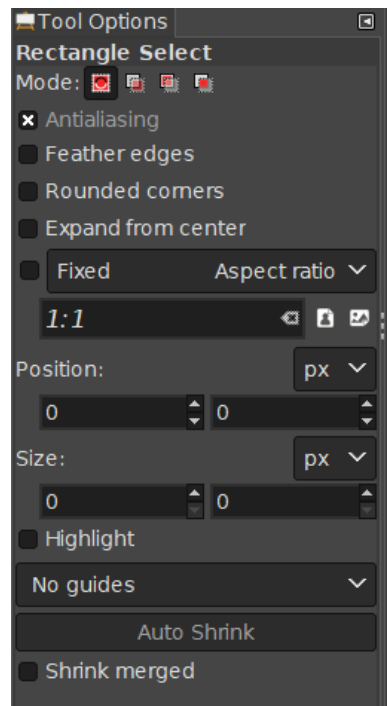 Tool Options
Rectangle Select
Mode:
Antialiasing
Feather edges
Rounded corners
Expand from center
Fixed Aspect ratio
1:1
Position: px
0 0
Size: px
0 0
Highlight
No guides
Auto Shrink
Shrink merged